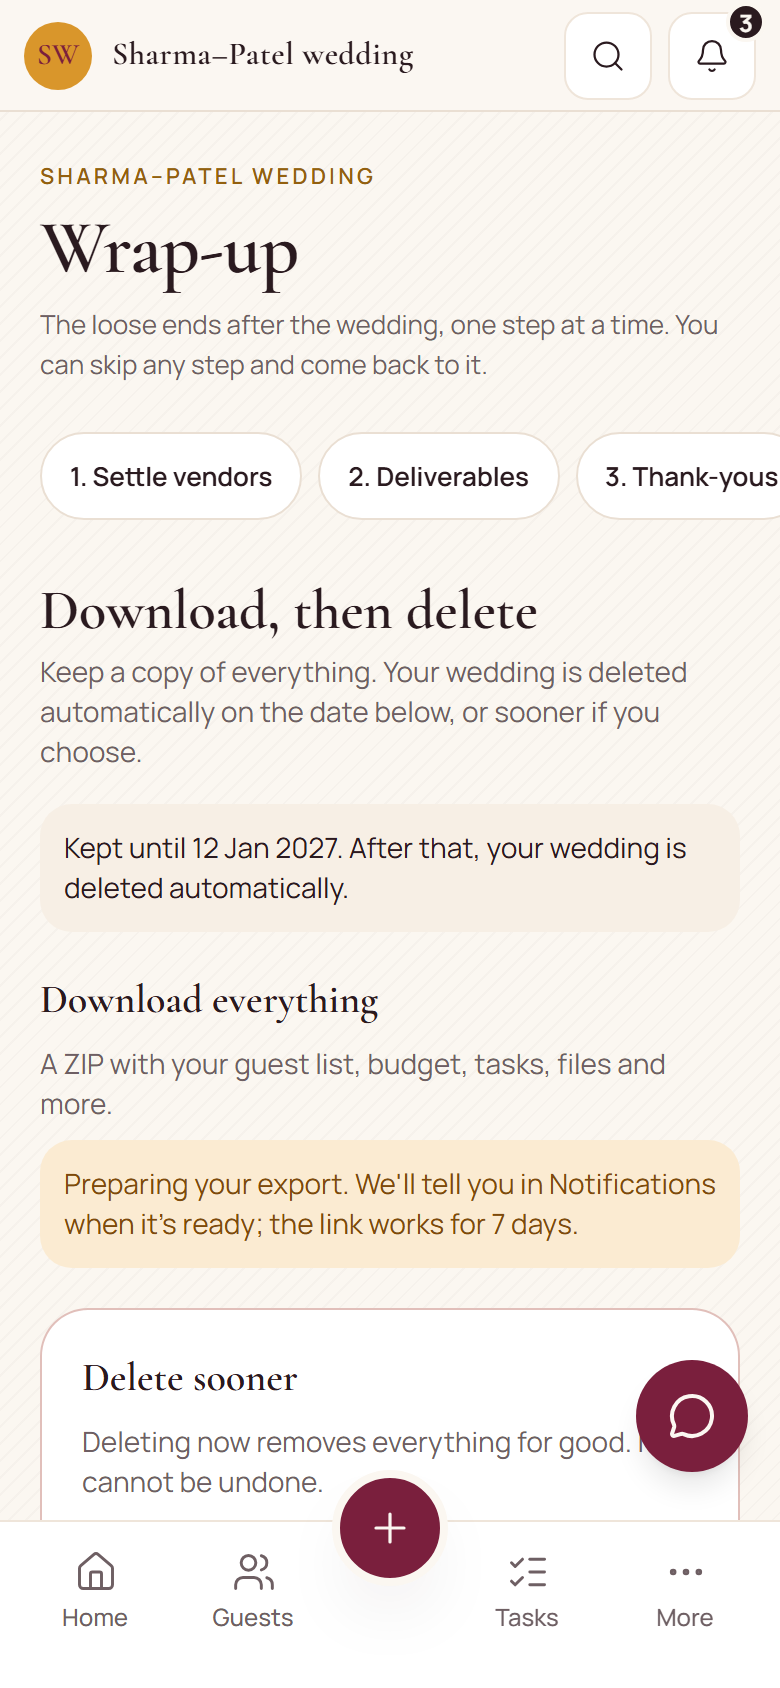 SW
Sharma–Patel wedding
3
SHARMA–PATEL WEDDING
Wrap-up
The loose ends after the wedding, one step at a time. You
can skip any step and come back to it.
1. Settle vendors
2. Deliverables
3. Thank-yous
Download, then delete
Keep a copy of everything. Your wedding is deleted
automatically on the date below, or sooner if you
choose.
Kept until 12 Jan 2027. After that, your wedding is
deleted automatically.
Download everything
A ZIP with your guest list, budget, tasks, files and
more.
Preparing your export. We'll tell you in Notifications
when it’s ready; the link works for 7 days.
Delete sooner
Deleting now removes everything for good.
cannot be undone.
Home
Guests
Tasks
More